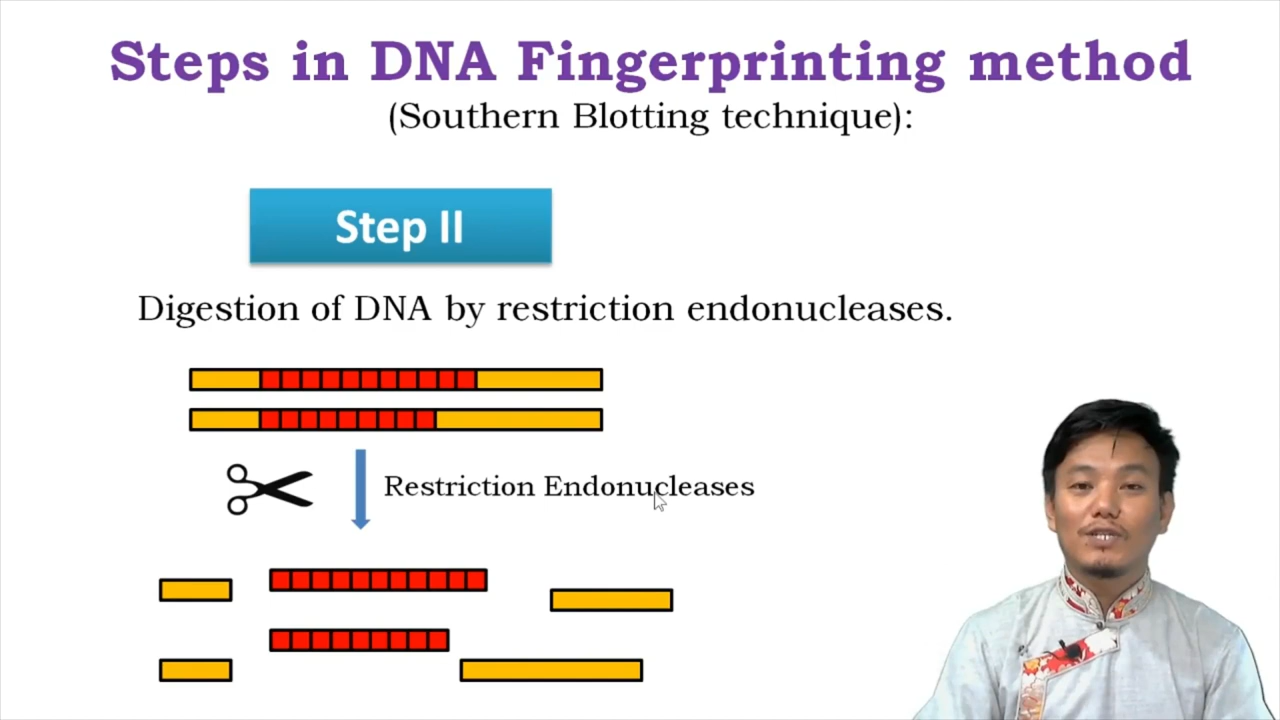 Steps in DNA Fingerprinting method
(Southern Blotting technique):
Step II
Digestion of DNA by restriction endonucleases.
Restriction Endonucleases